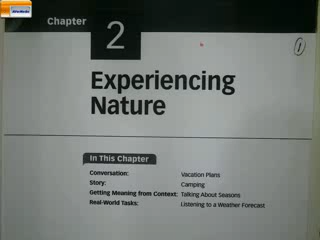 Chapter
2
1
Experiencing
Nature
In This Chapter
Conversation: Vacation Plans
Story: Camping
Getting Meaning from Context: Talking About Seasons
Real-World Tasks: Listening to a Weather Forecast